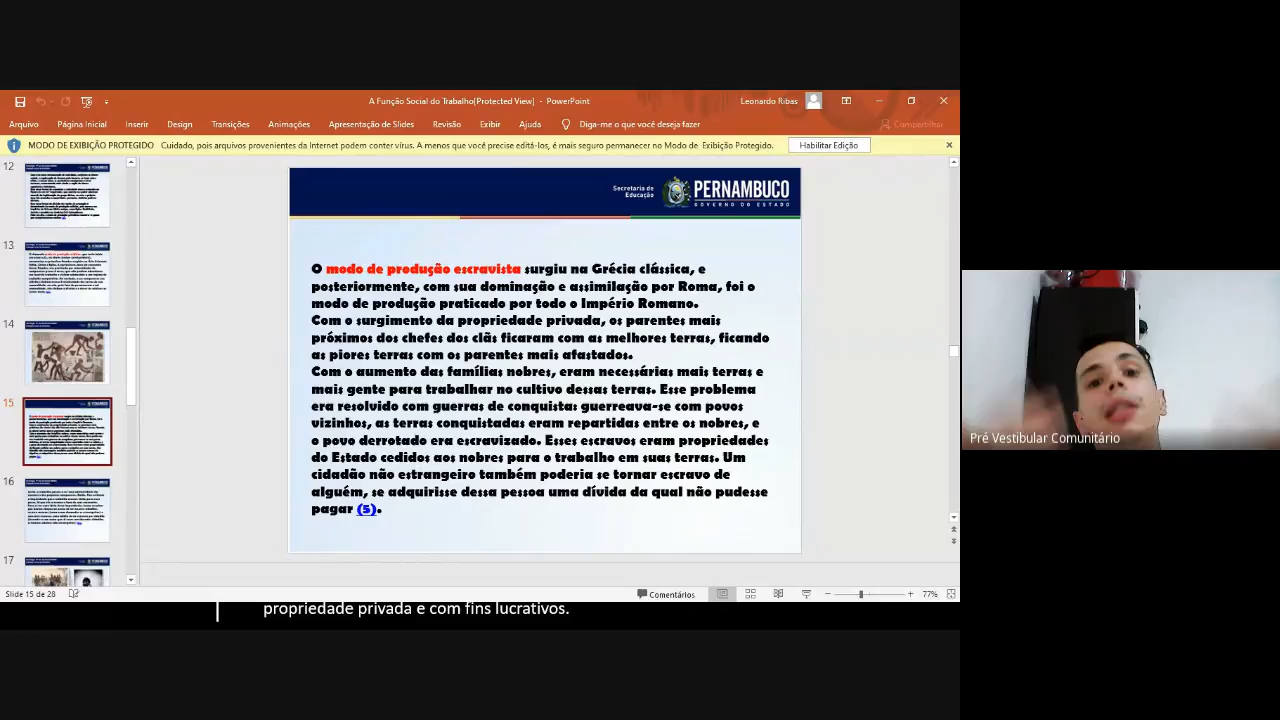 A Função Social do Trabalho[Protected View] - PowerPoint
Leonardo Ribas
Arquivo Página Inicial Inserir Design Transições Animações Apresentação de Slides Revisão Exibir Ajuda Diga-me o que você deseja fazer Compartilhar
MODO DE EXIBIÇÃO PROTEGIDO Cuidado, pois arquivos provenientes da Internet podem conter vírus. A menos que você precise editá-los, é mais seguro permanecer no Modo de Exibição Protegido. Habilitar Edição
12
13
14
15
16
17
Secretaria de
Educação
PERNAMBUCO
GOVERNO DO ESTADO
O modo de produção escravista surgiu na Grécia clássica, e
posteriormente, com sua dominação e assimilação por Roma, foi o
modo de produção praticado por todo o Império Romano.
Com o surgimento da propriedade privada, os parentes mais
próximos dos chefes dos clãs ficaram com as melhores terras, ficando
as piores terras com os parentes mais afastados.
Com o aumento das famílias nobres, eram necessárias mais terras e
mais gente para trabalhar no cultivo dessas terras. Esse problema
era resolvido com guerras de conquistas guerreava-se com povos
vizinhos, as terras conquistadas eram repartidas entre os nobres, e
o povo derrotado era escravizado. Esses escravos eram propriedades
do Estado cedidos aos nobres para o trabalho em suas terras. Um
cidadão não estrangeiro também poderia se tornar escravo de
alguém, se adquirisse dessa pessoa uma dívida da qual não pudesse
pagar (5).
Pré Vestibular Comunitário
Slide 15 de 28
Comentários
77%
propriedade privada e com fins lucrativos.